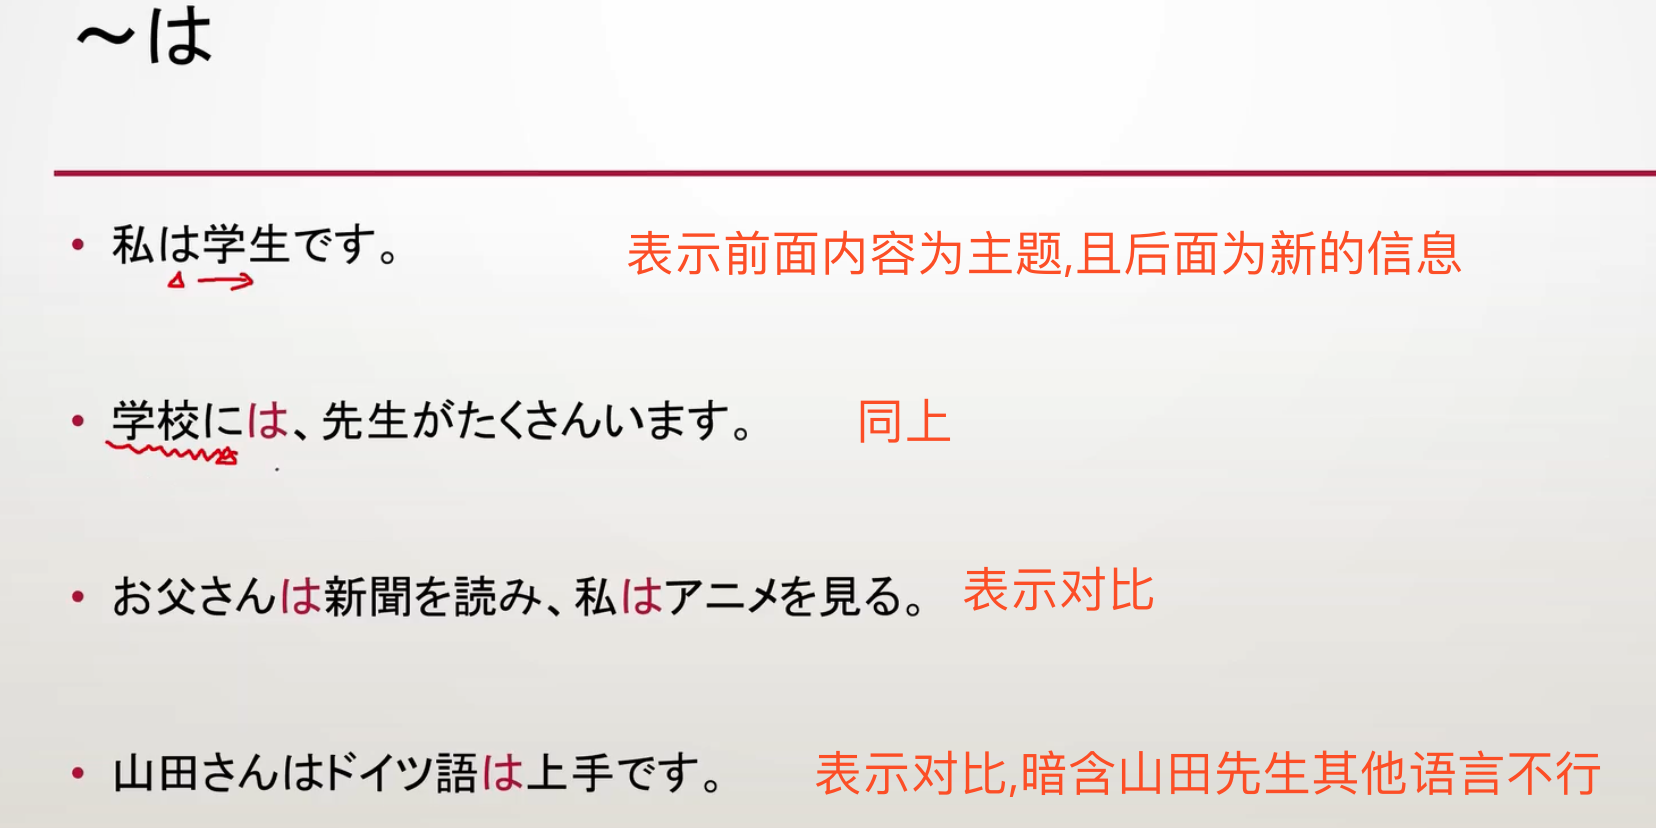 ～は
• 私は学生です。 表示前面内容为主题,且后面为新的信息
• 学校には、先生がたくさんいます。 同上
• お父さんは新聞を読み、私はアニメを見る。 表示对比
• 山田さんはドイツ語は上手です。 表示对比,暗含山田先生其他语言不行